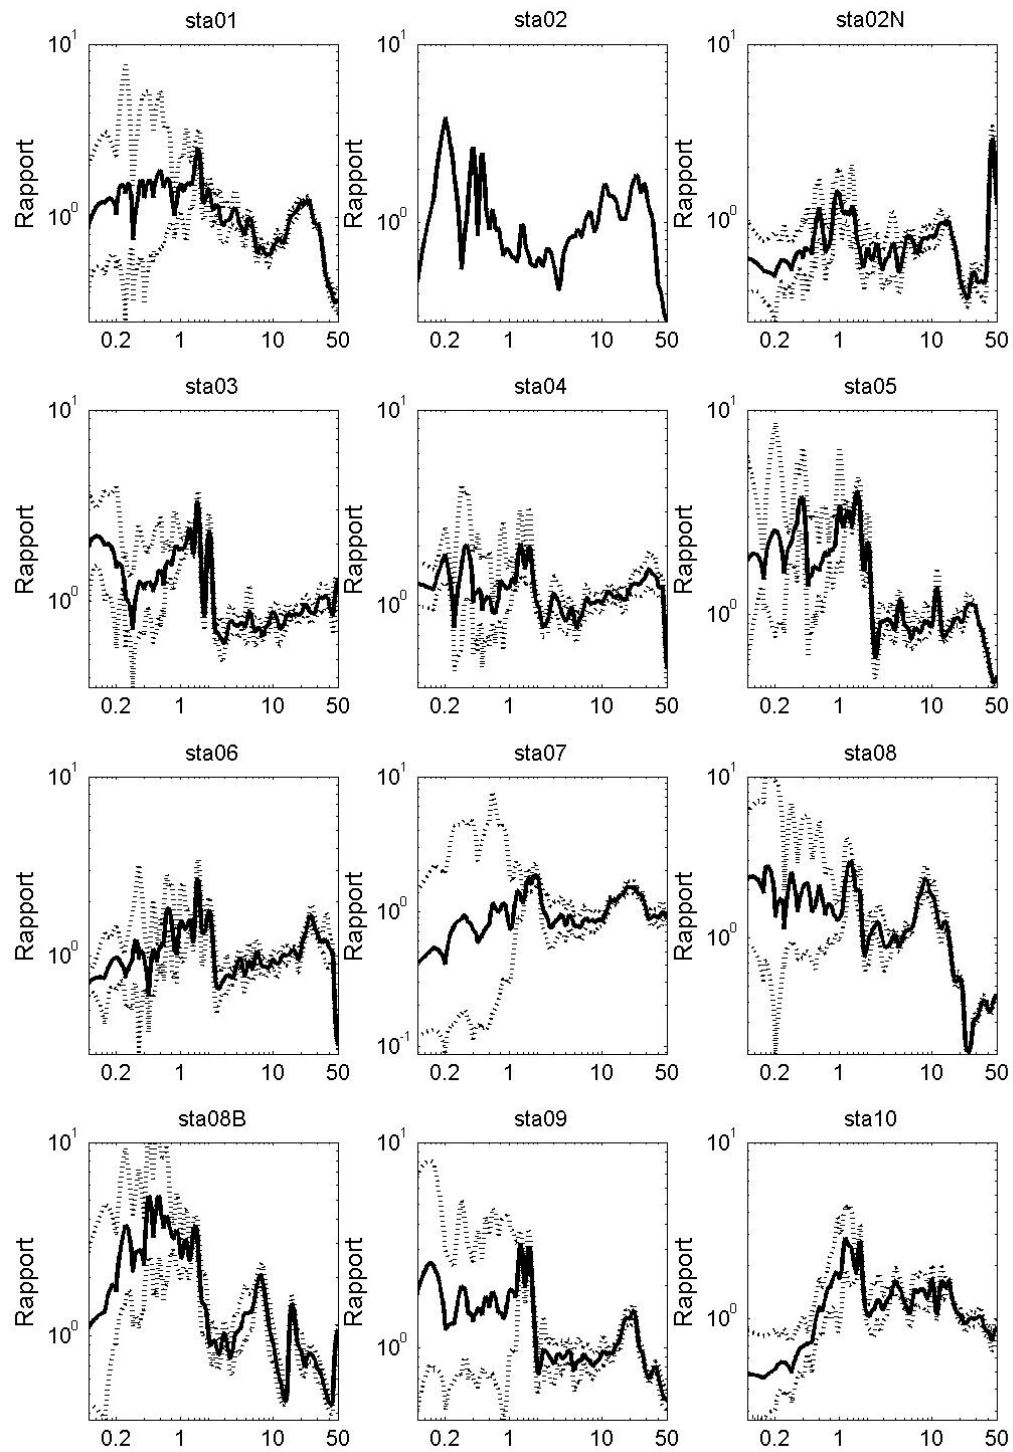 sta01 sta02 sta02N
10^1 10^1 10^1
Rapport Rapport Rapport
10^0 10^0 10^0
0.2 1 10 50 0.2 1 10 50 0.2 1 10 50
sta03 sta04 sta05
10^1 10^1 10^1
Rapport Rapport Rapport
10^0 10^0 10^0
0.2 1 10 50 0.2 1 10 50 0.2 1 10 50
sta06 sta07 sta08
10^1 10^1 10^1
Rapport Rapport Rapport
10^0 10^0 10^0
10^-1
0.2 1 10 50 0.2 1 10 50 0.2 1 10 50
sta08B sta09 sta10
10^1 10^1 10^1
Rapport Rapport Rapport
10^0 10^0 10^0
0.2 1 10 50 0.2 1 10 50 0.2 1 10 50